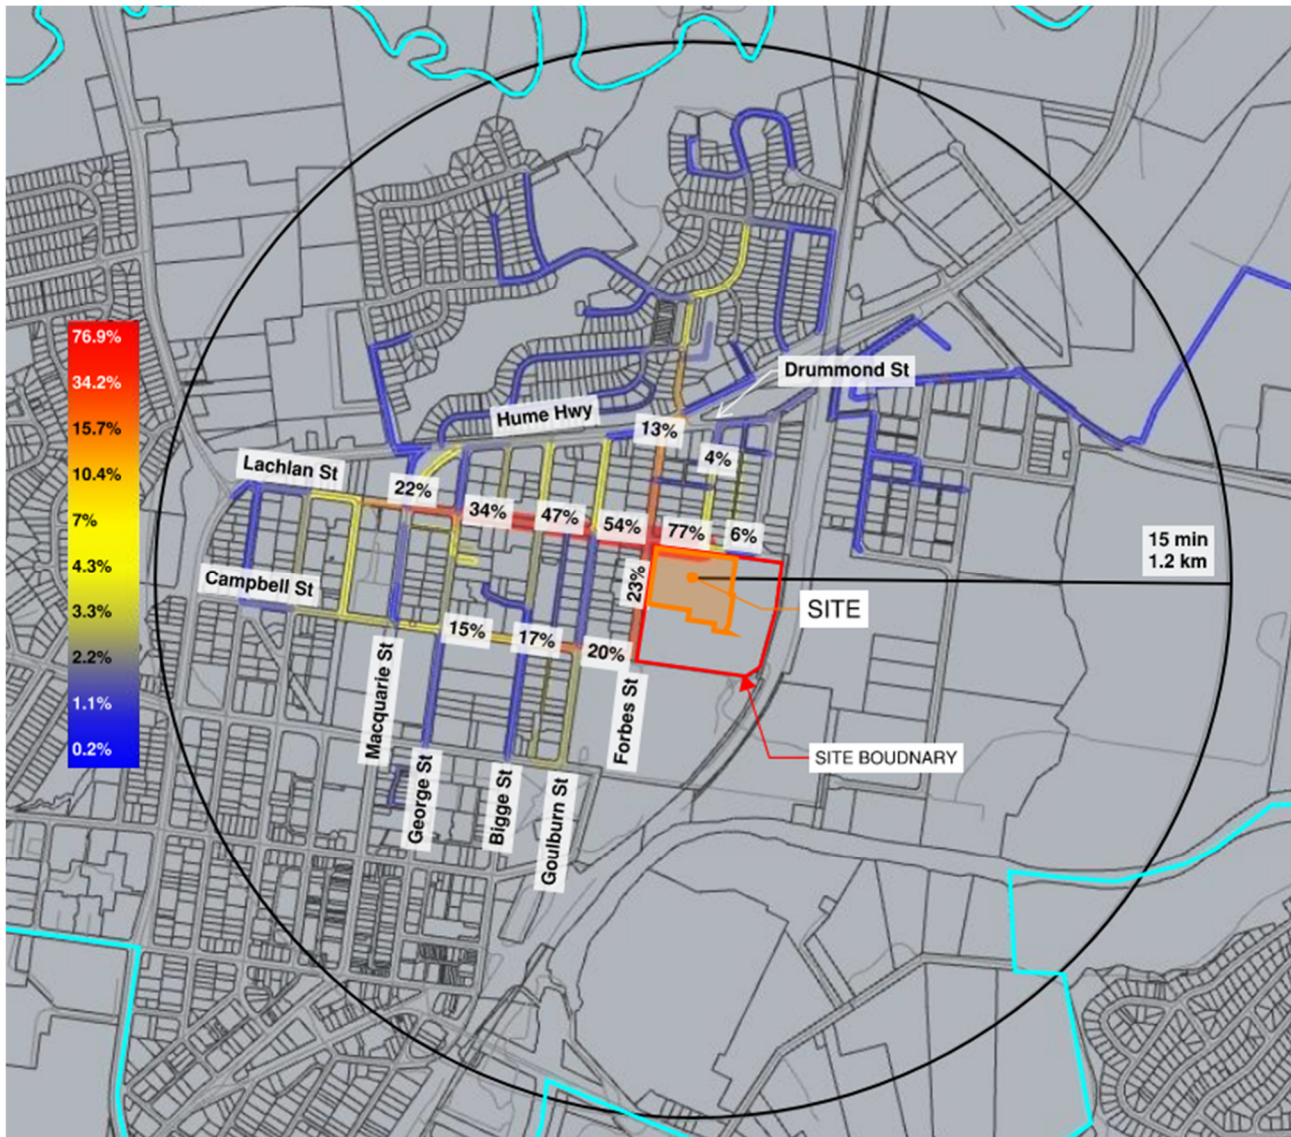 76.9%
34.2%
15.7%
10.4%
7%
4.3%
3.3%
2.2%
1.1%
0.2%
Drummond St
Hume Hwy
13%
4%
Lachlan St
22%
34%
47%
54%
77%
6%
15 min
1.2 km
23%
Campbell St
SITE
15%
17%
20%
Macquarie St
Forbes St
SITE BOUDNARY
George St
Bigge St
Goulburn St